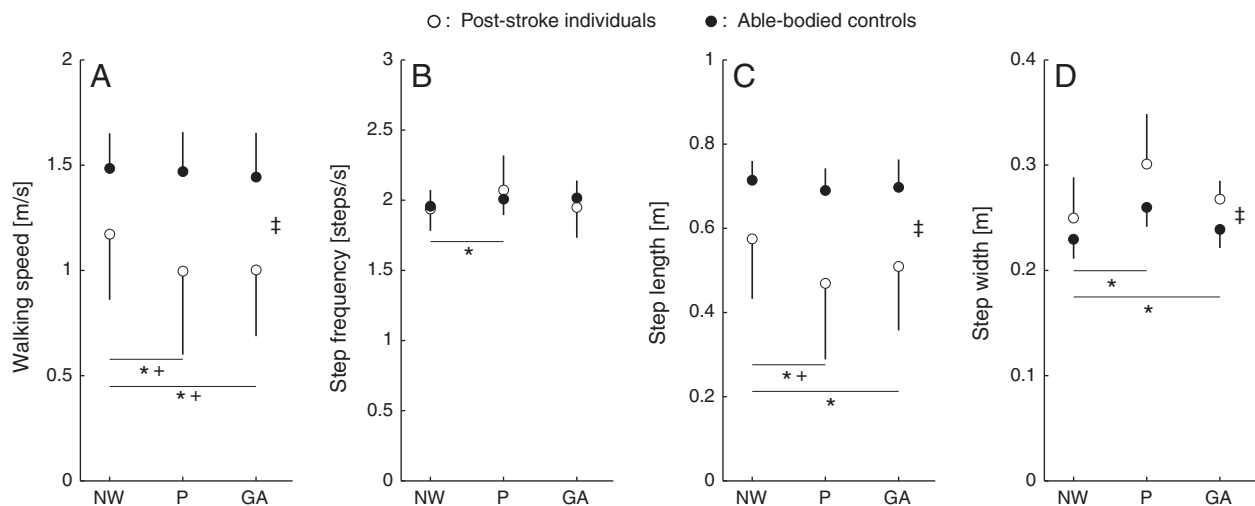 ○ : Post-stroke individuals ● : Able-bodied controls
A
Walking speed [m/s]
2
1.5
1
0.5
0
‡
* +
* +
NW P GA
B
Step frequency [steps/s]
3
2.5
2
1.5
1
0.5
0
*
NW P GA
C
Step length [m]
1
0.8
0.6
0.4
0.2
0
‡
* +
*
NW P GA
D
Step width [m]
0.4
0.3
0.2
0.1
0
‡
*
*
NW P GA